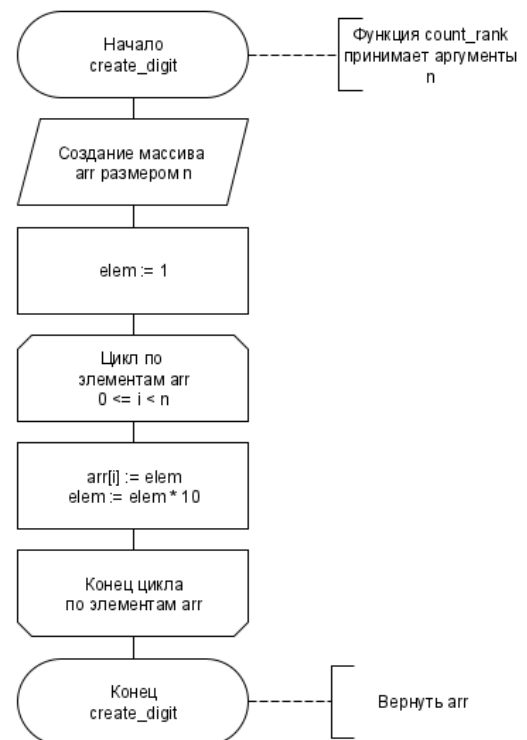 Начало
create_digit
Функция count_rank
принимает аргументы
n
Создание массива
arr размером n
elem := 1
Цикл по
элементам arr
0 <= i < n
arr[i] := elem
elem := elem * 10
Конец цикла
по элементам arr
Конец
create_digit
Вернуть arr